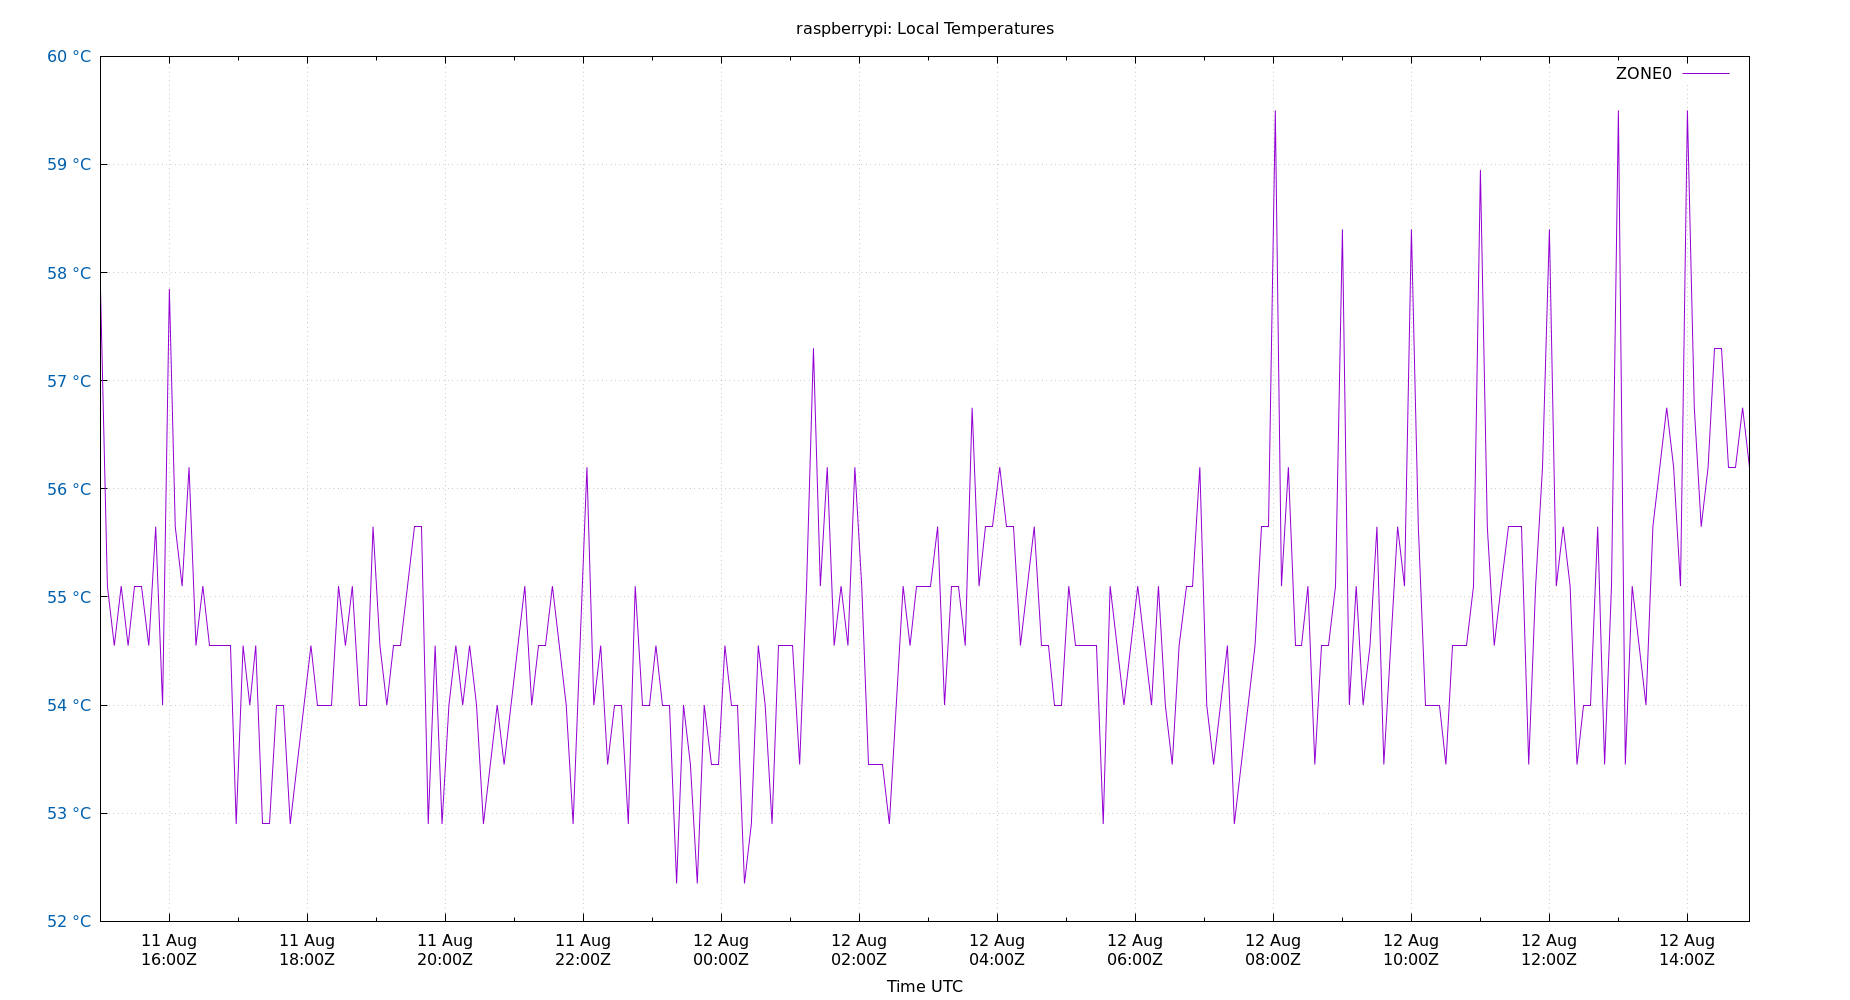 raspberrypi: Local Temperatures
60 °C
ZONE0
59 °C
58 °C
57 °C
56 °C
55 °C
54 °C
53 °C
52 °C
11 Aug 11 Aug 11 Aug 11 Aug 12 Aug 12 Aug 12 Aug 12 Aug 12 Aug 12 Aug 12 Aug 12 Aug
16:00Z 18:00Z 20:00Z 22:00Z 00:00Z 02:00Z 04:00Z 06:00Z 08:00Z 10:00Z 12:00Z 14:00Z
Time UTC